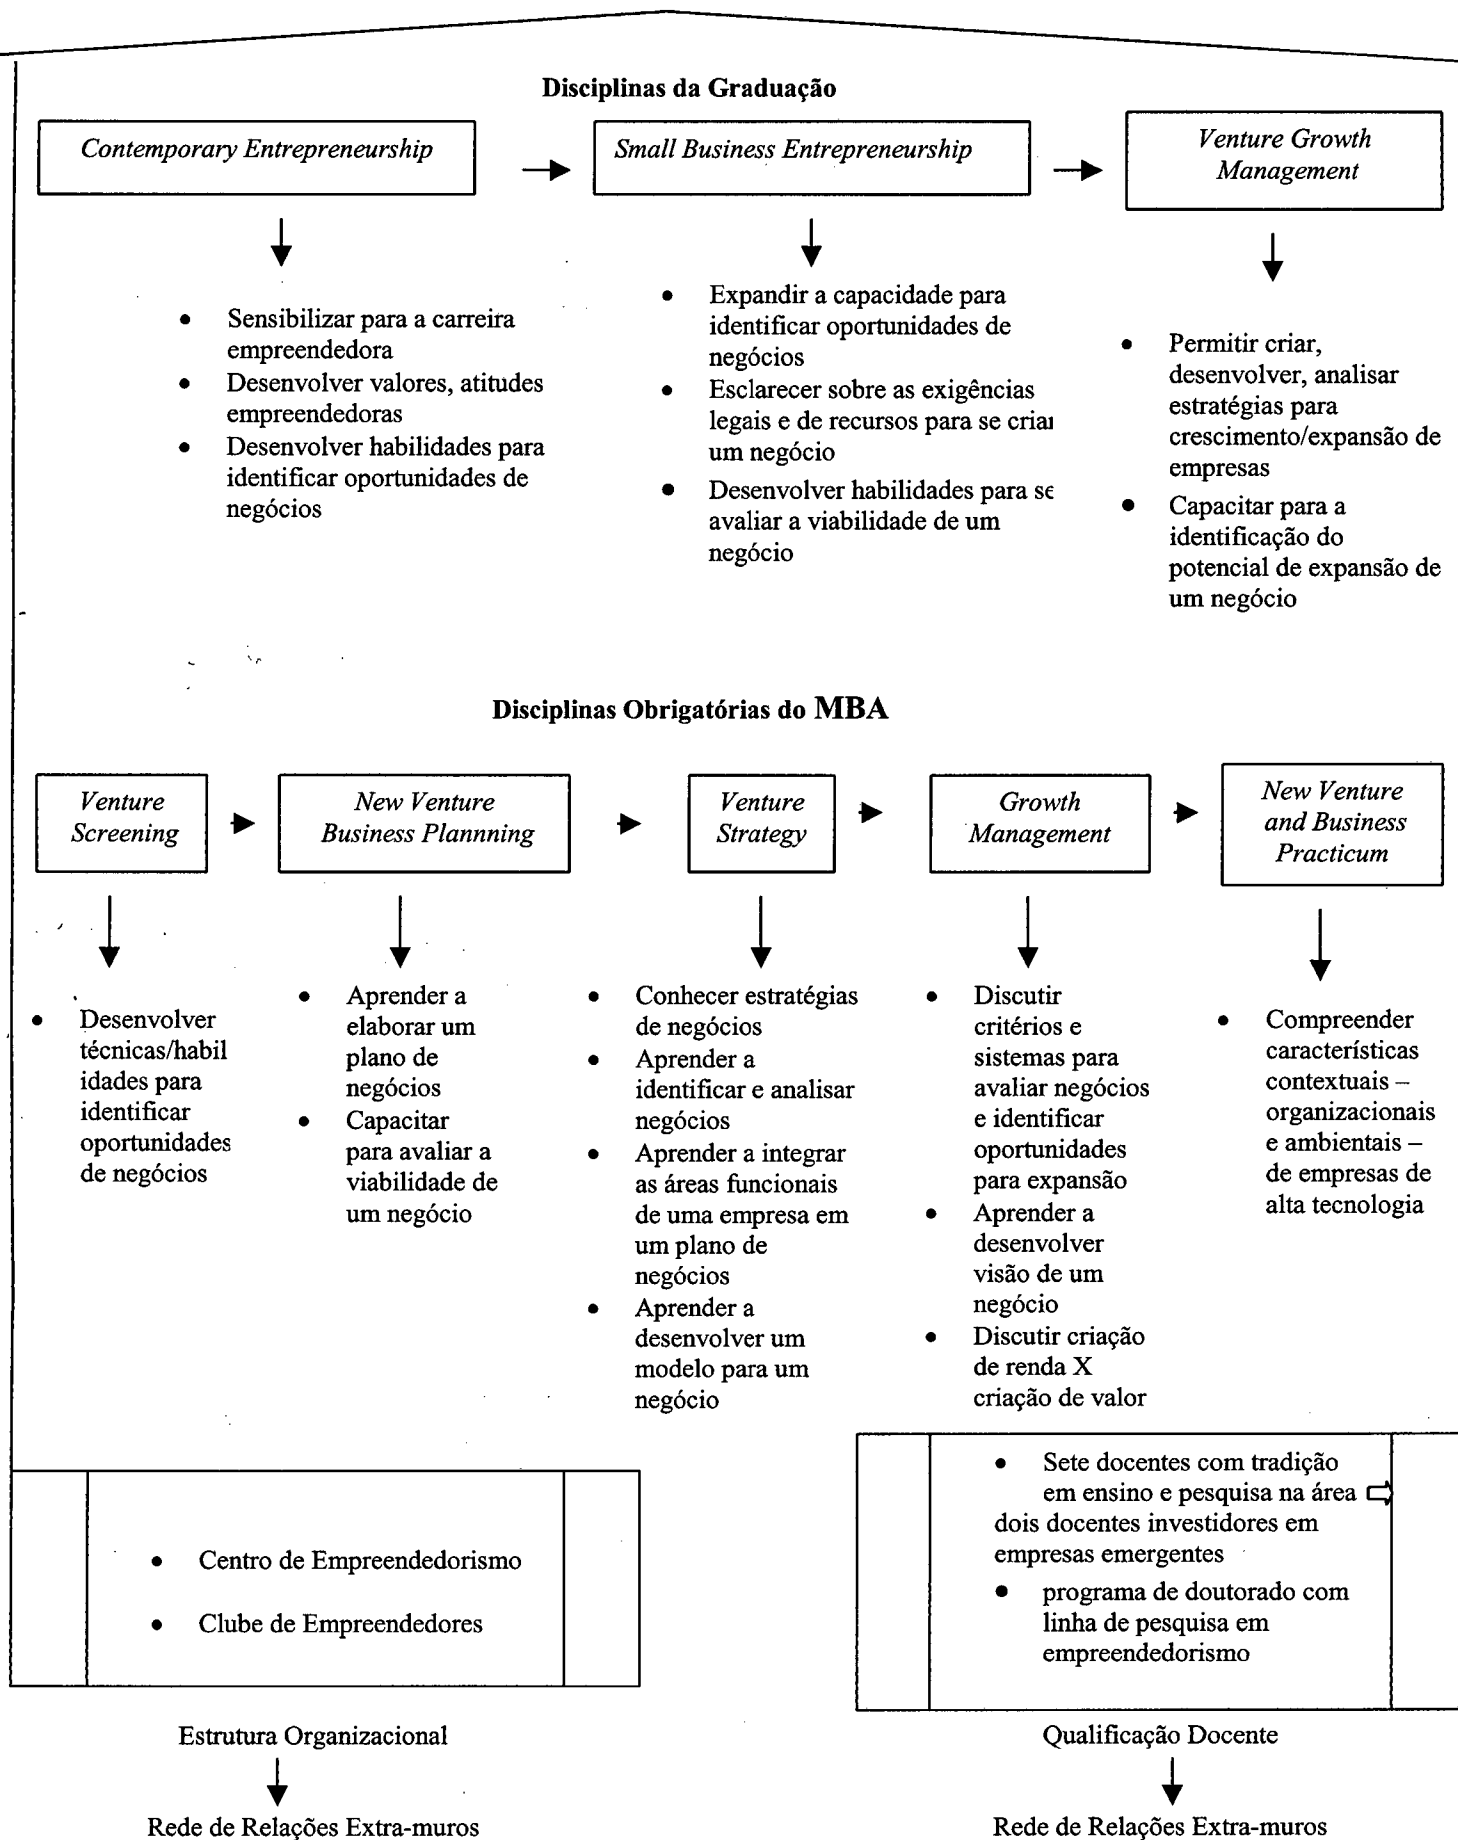 Disciplinas da Graduação
Contemporary Entrepreneurship
Small Business Entrepreneurship
Venture Growth
Management
• Sensibilizar para a carreira
empreendedora
• Desenvolver valores, atitudes
empreendedoras
• Desenvolver habilidades para
identificar oportunidades de
negócios
• Expandir a capacidade para
identificar oportunidades de
negócios
• Esclarecer sobre as exigências
legais e de recursos para se criar
um negócio
• Desenvolver habilidades para se
avaliar a viabilidade de um
negócio
• Permitir criar,
desenvolver, analisar
estratégias para
crescimento/expansão de
empresas
• Capacitar para a
identificação do
potencial de expansão de
um negócio
Disciplinas Obrigatórias do MBA
Venture
Screening
New Venture
Business Plannning
Venture
Strategy
Growth
Management
New Venture
and Business
Practicum
• Desenvolver
técnicas/habil
idades para
identificar
oportunidades
de negócios
• Aprender a
elaborar um
plano de
negócios
• Capacitar
para avaliar a
viabilidade de
um negócio
• Conhecer estratégias
de negócios
• Aprender a
identificar e analisar
negócios
• Aprender a integrar
as áreas funcionais
de uma empresa em
um plano de
negócios
• Aprender a
desenvolver um
modelo para um
negócio
• Discutir
critérios e
sistemas para
avaliar negócios
e identificar
oportunidades
para expansão
• Aprender a
desenvolver
visão de um
negócio
• Discutir criação
de renda X
criação de valor
• Compreender
características
contextuais –
organizacionais
e ambientais –
de empresas de
alta tecnologia
• Centro de Empreendedorismo
• Clube de Empreendedores
• Sete docentes com tradição
em ensino e pesquisa na área
dois docentes investidores em
empresas emergentes
• programa de doutorado com
linha de pesquisa em
empreendedorismo
Estrutura Organizacional
Qualificação Docente
Rede de Relações Extra-muros
Rede de Relações Extra-muros